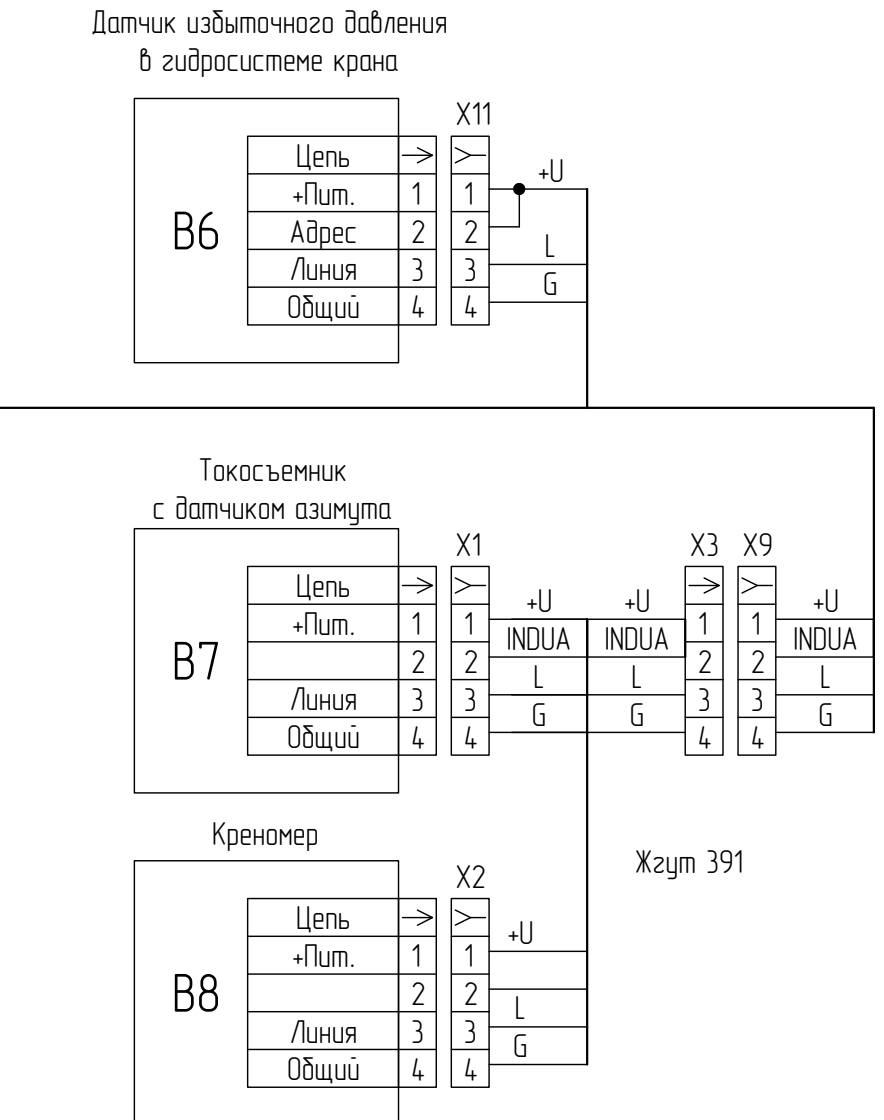 Датчик избыточного давления
в гидросистеме крана
X11
Цепь
+Пит. 1 1 +U
B6 Адрес 2 2
Линия 3 3 L
Общий 4 4 G
Токосъемник
с датчиком азимута
X1 X3 X9
Цепь
+Пит. 1 1 +U +U 1 1 +U
B7 2 2 INDUA INDUA 2 2 INDUA
Линия 3 3 L L 3 3 L
Общий 4 4 G G 4 4 G
Креномер
Жгут 391
X2
Цепь
+Пит. 1 1 +U
B8 2 2
Линия 3 3 L
Общий 4 4 G